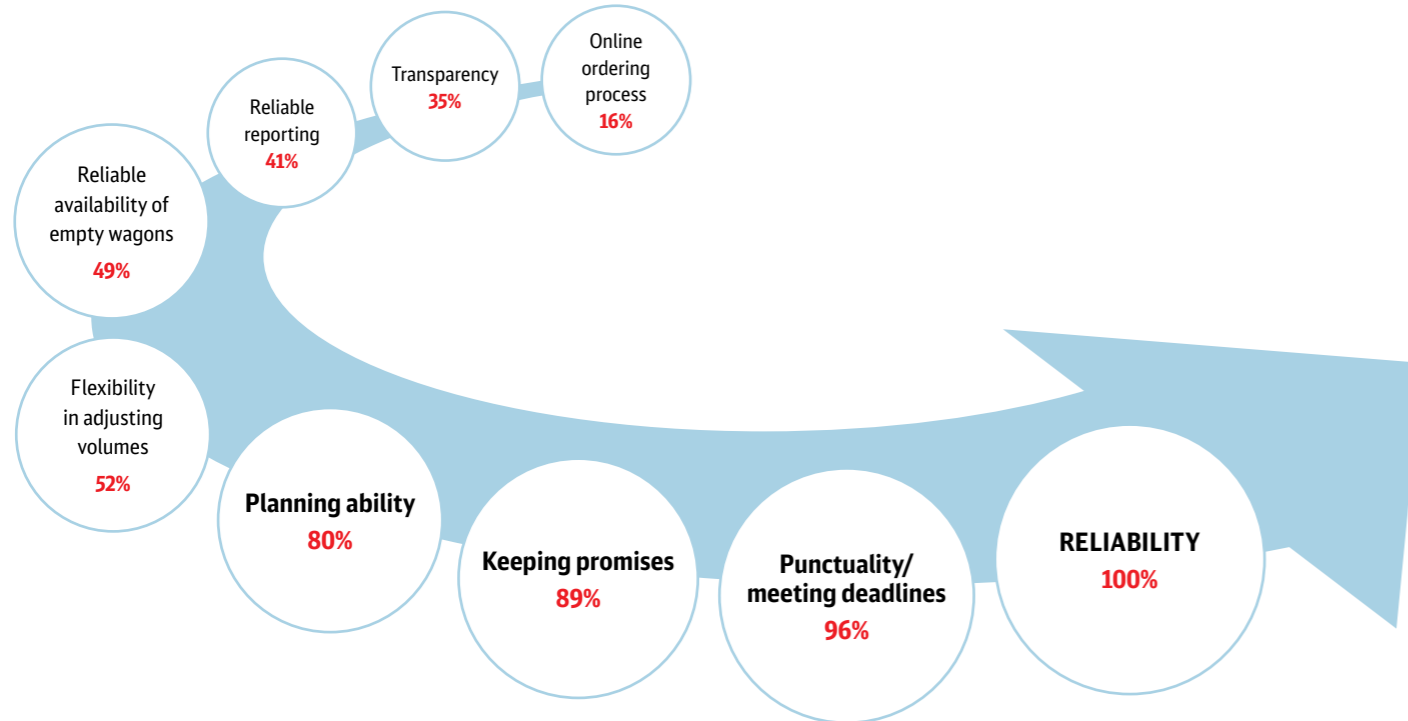 Online
ordering
process
16%
Transparency
35%
Reliable
reporting
41%
Reliable
availability of
empty wagons
49%
Flexibility
in adjusting
volumes
52%
Planning ability
80%
Keeping promises
89%
Punctuality/
meeting deadlines
96%
RELIABILITY
100%